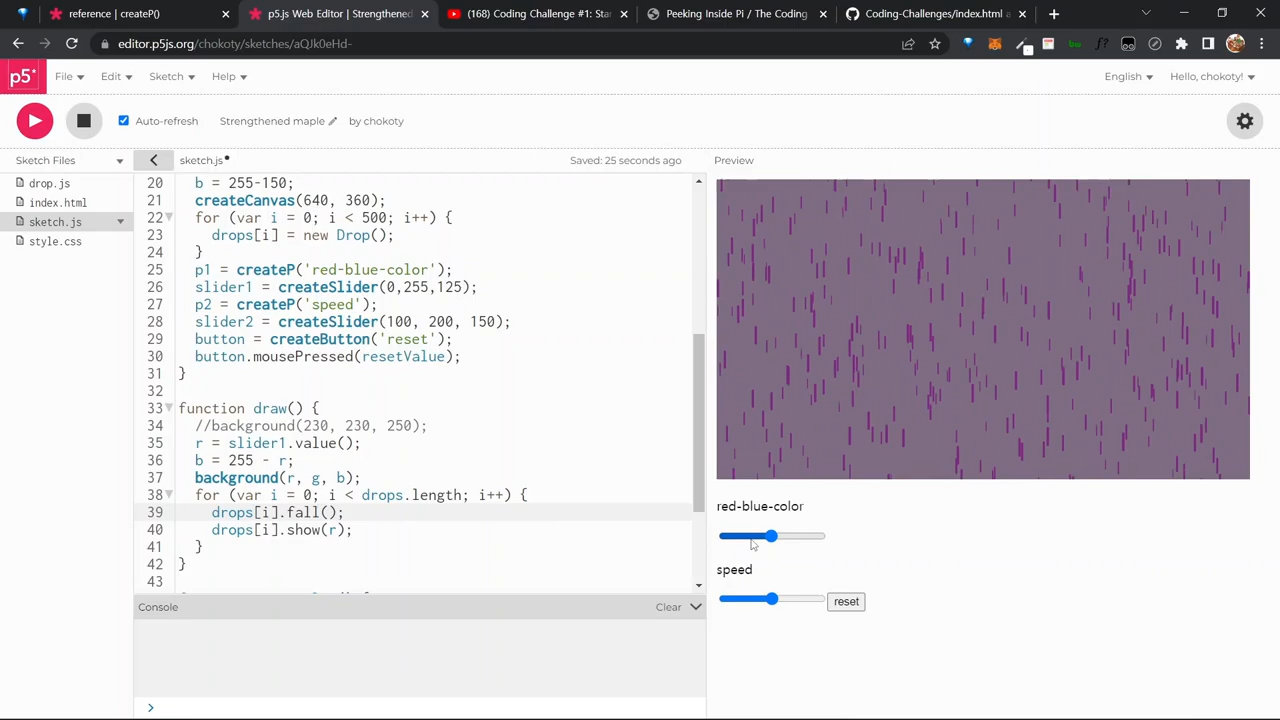 reference | createP()
p5.js Web Editor | Strengthened
(168) Coding Challenge #1: Star
Peeking Inside Pi / The Coding
Coding-Challenges/index.html a
editor.p5js.org/chokoty/sketches/aQJk0eHd-
p5*
File
Edit
Sketch
Help
English
Hello, chokoty!
Auto-refresh
Strengthened maple
by chokoty
Sketch Files
sketch.js
Saved: 25 seconds ago
Preview
drop.js
index.html
sketch.js
style.css
20 b = 255-150;
21 createCanvas(640, 360);
22 for (var i = 0; i < 500; i++) {
23 drops[i] = new Drop();
24 }
25 p1 = createP('red-blue-color');
26 slider1 = createSlider(0,255,125);
27 p2 = createP('speed');
28 slider2 = createSlider(100, 200, 150);
29 button = createButton('reset');
30 button.mousePressed(resetValue);
31 }
32
33 function draw() {
34 //background(230, 230, 250);
35 r = slider1.value();
36 b = 255 - r;
37 background(r, g, b);
38 for (var i = 0; i < drops.length; i++) {
39 drops[i].fall();
40 drops[i].show(r);
41 }
42 }
43
red-blue-color
speed
reset
Console
Clear
>